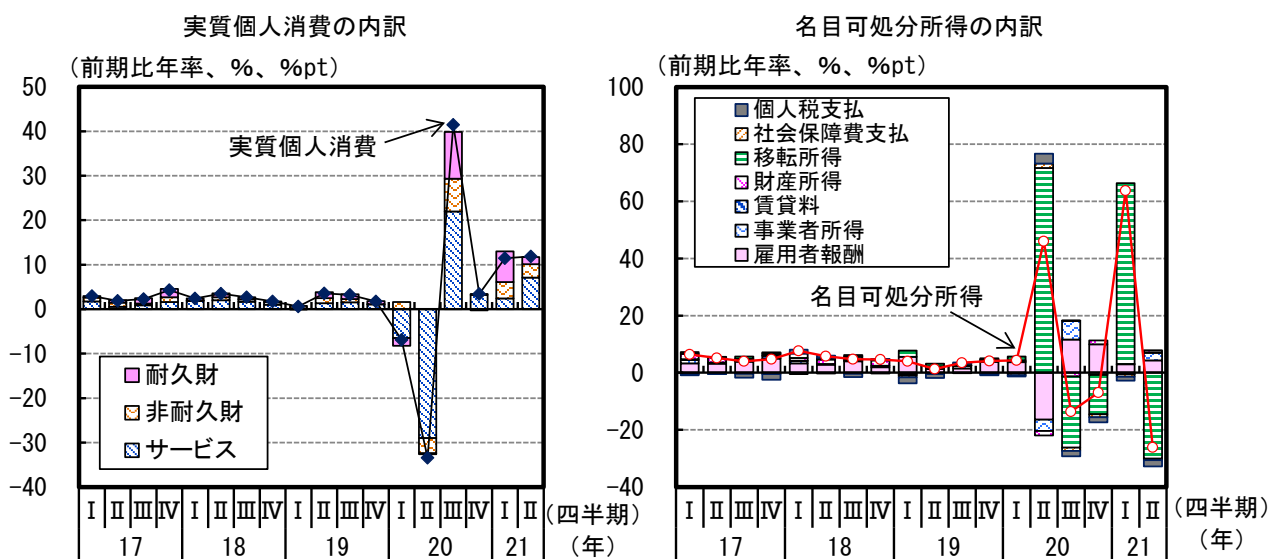 実質個人消費の内訳
（前期比年率、%、%pt）
50
40
30
20
10
0
-10
-20
-30
-40
実質個人消費
耐久財
非耐久財
サービス
Ⅰ Ⅱ Ⅲ Ⅳ Ⅰ Ⅱ Ⅲ Ⅳ Ⅰ Ⅱ Ⅲ Ⅳ Ⅰ Ⅱ Ⅲ Ⅳ Ⅰ Ⅱ （四半期）
17 18 19 20 21 （年）
名目可処分所得の内訳
（前期比年率、%、%pt）
100
80
60
40
20
0
-20
-40
個人税支払
社会保障費支払
移転所得
財産所得
賃貸料
事業者所得
雇用者報酬
名目可処分所得
Ⅰ Ⅱ Ⅲ Ⅳ Ⅰ Ⅱ Ⅲ Ⅳ Ⅰ Ⅱ Ⅲ Ⅳ Ⅰ Ⅱ Ⅲ Ⅳ Ⅰ Ⅱ （四半期）
17 18 19 20 21 （年）